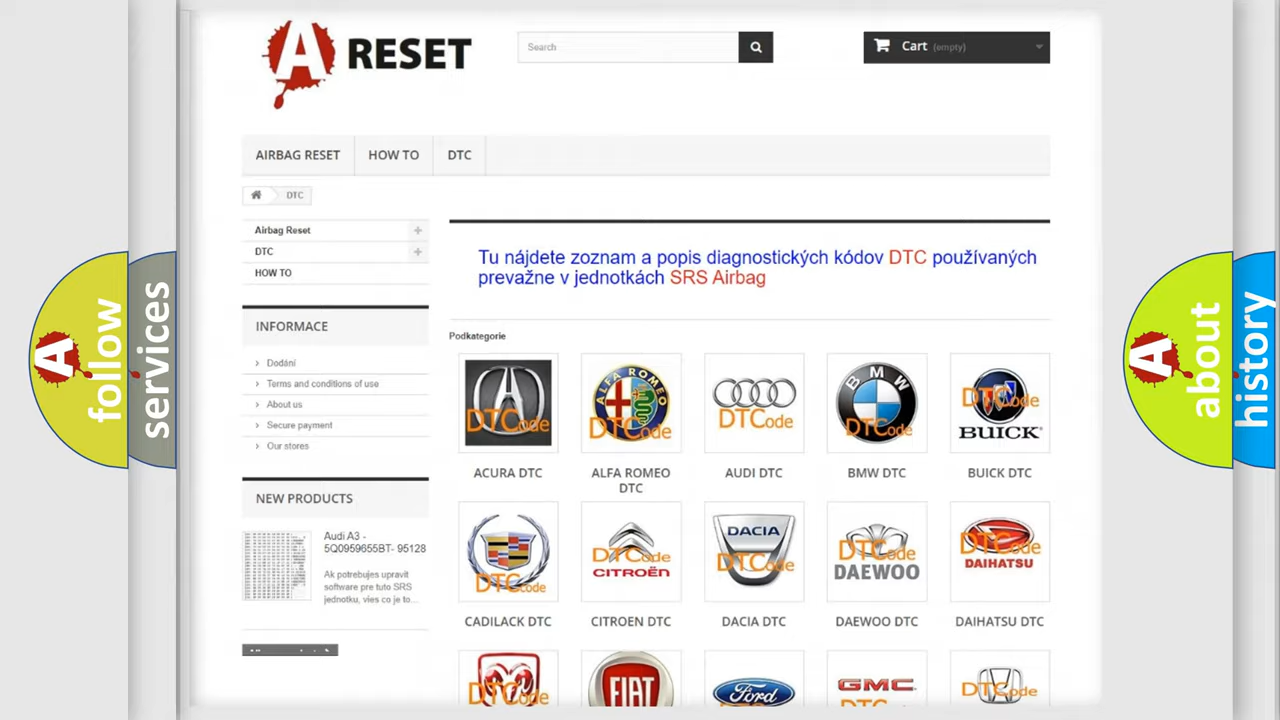 A RESET
Search
Cart (empty)
AIRBAG RESET
HOW TO
DTC
DTC
Airbag Reset
DTC
HOW TO
Tu nájdete zoznam a popis diagnostických kódov DTC používaných
prevažne v jednotkách SRS Airbag
INFORMACE
Dodání
Terms and conditions of use
About us
Secure payment
Our stores
NEW PRODUCTS
Audi A3 -
5Q0959655BT- 95128
Ak potrebujes upravit
software pre tuto SRS
jednotku, vies co je to...
Podkategorie
DTCode
ALFA ROMEO
DTCode
DTCode
BMW
DTCode
DTCode
BUICK
ACURA DTC
ALFA ROMEO
DTC
AUDI DTC
BMW DTC
BUICK DTC
DTCode
DTCode
CITROËN
DACIA
DTCode
DTCode
DAEWOO
DTCode
DAIHATSU
CADILACK DTC
CITROEN DTC
DACIA DTC
DAEWOO DTC
DAIHATSU DTC
DTCode
FIAT
Ford
GMC
DTCode
A follow
services
A about
history